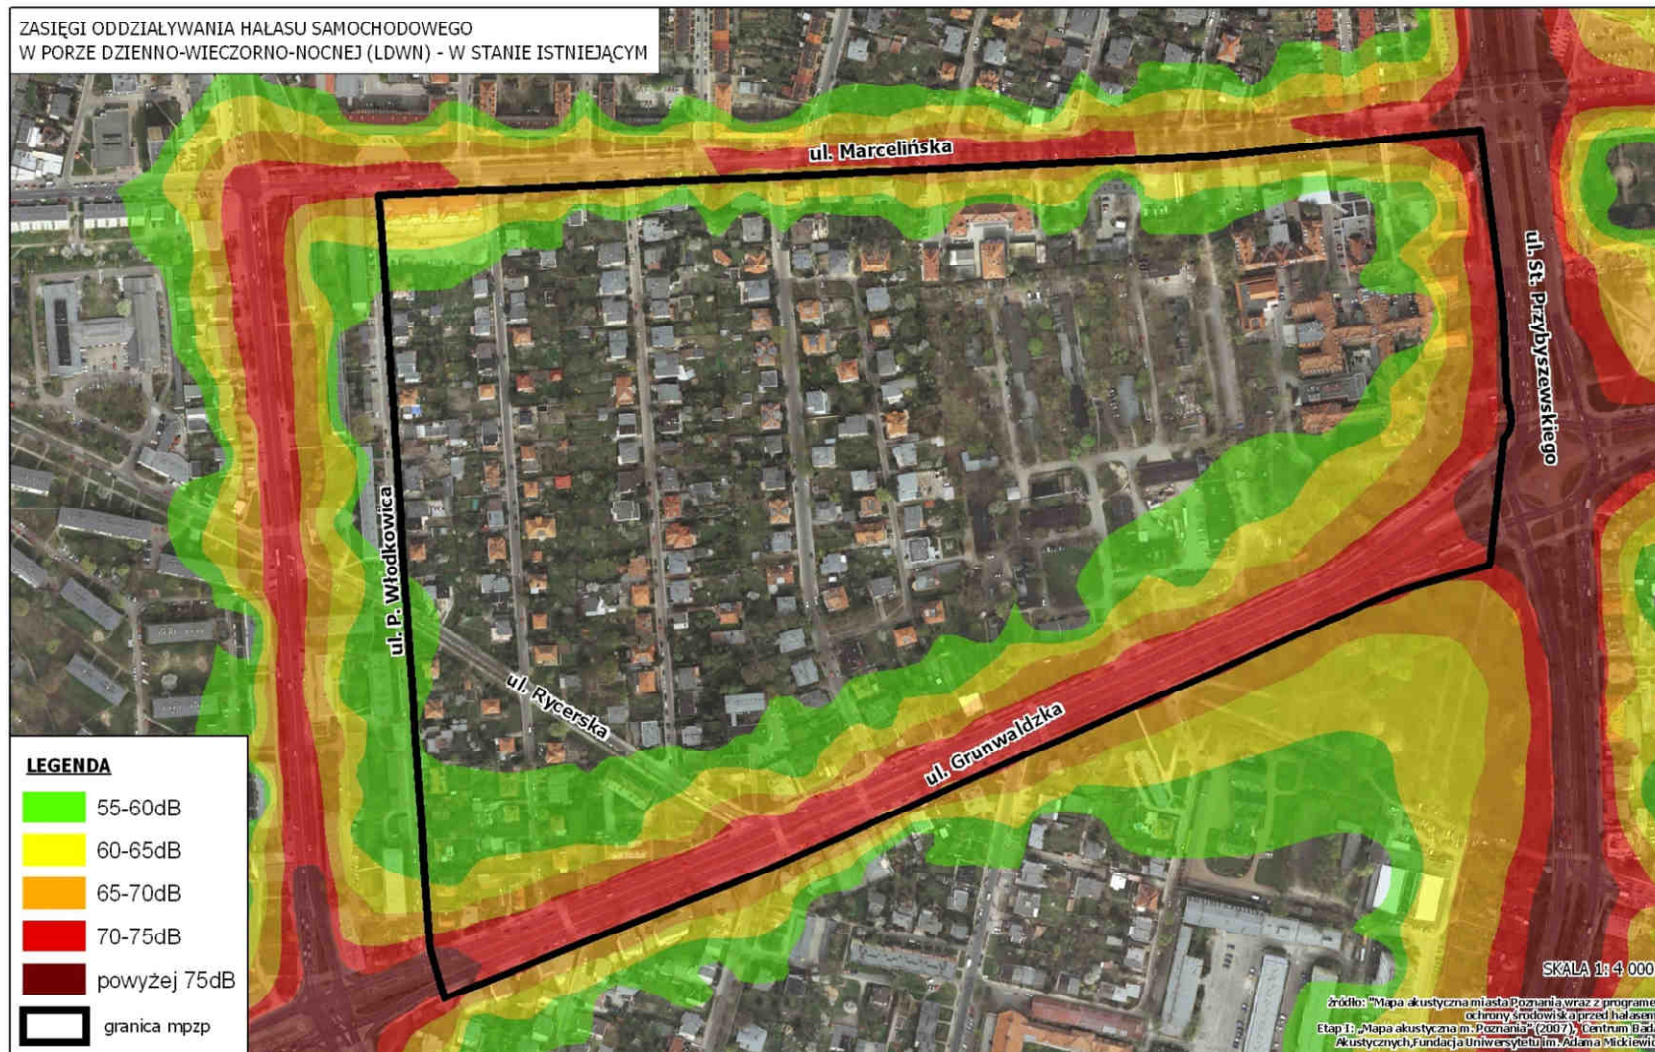 ZASIĘGI ODDZIAŁYWANIA HAŁASU SAMOCHODOWEGO
W PORZE DZIENNO-WIECZORNO-NOCNEJ (LDWN) - W STANIE ISTNIEJĄCYM
ul. Marcelińska
ul. St. Przybyszewskiego
ul. P. Włodkowica
ul. Rycerska
ul. Grunwaldzka
LEGENDA
55-60dB
60-65dB
65-70dB
70-75dB
powyżej 75dB
granica mpzp
SKALA 1: 4 000
źródło: "Mapa akustyczna miasta Poznania wraz z programe
ochrony środowiska przed hałasem
Etap I: „Mapa akustyczna m. Poznania" (2007), Centrum Bada
Akustycznych,Fundacja Uniwersytetu im. Adama Mickiewic